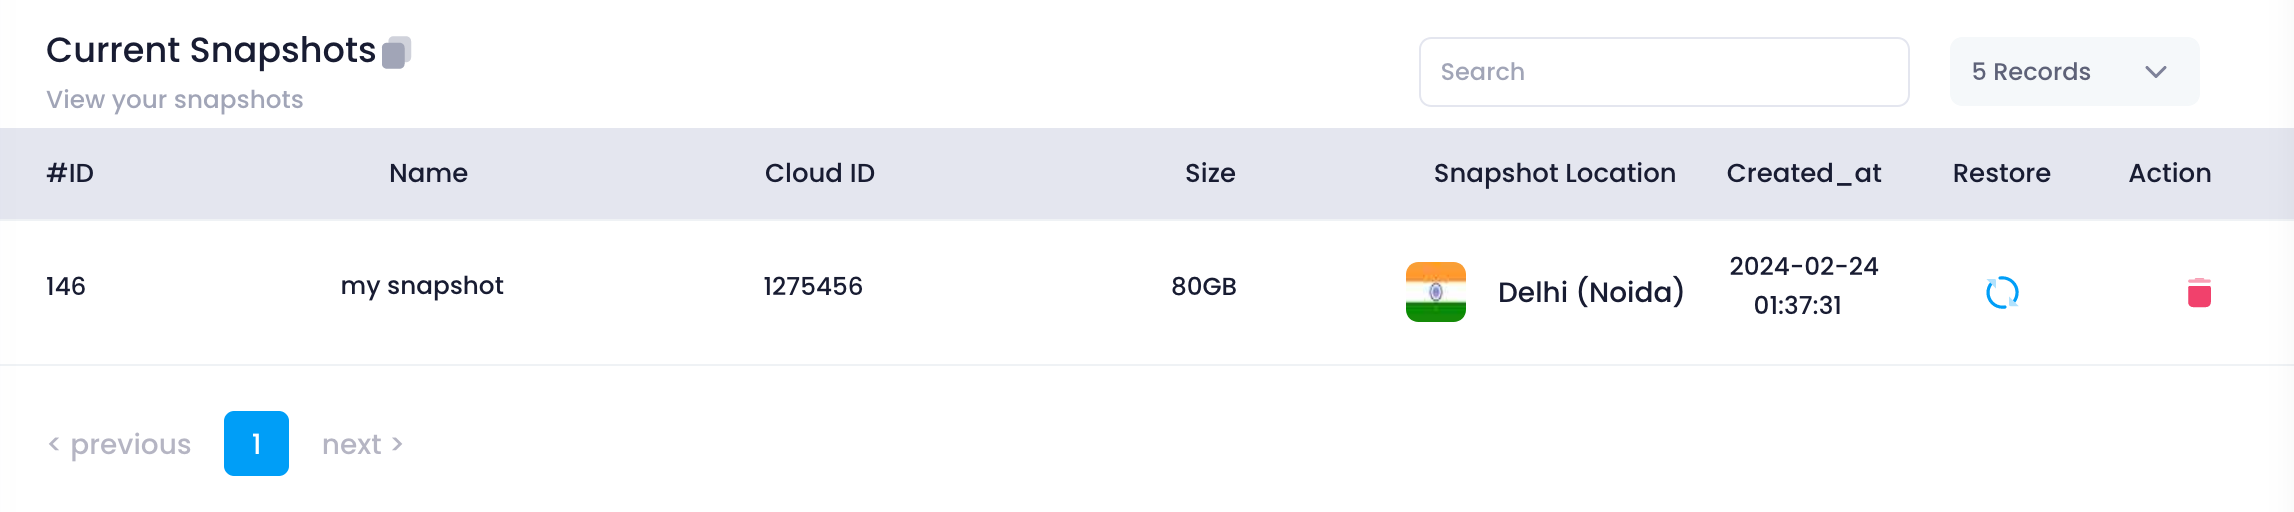 Current Snapshots
View your snapshots
Search
5 Records
#ID Name Cloud ID Size Snapshot Location Created_at Restore Action
146 my snapshot 1275456 80GB Delhi (Noida) 2024-02-24
01:37:31
< previous 1 next >